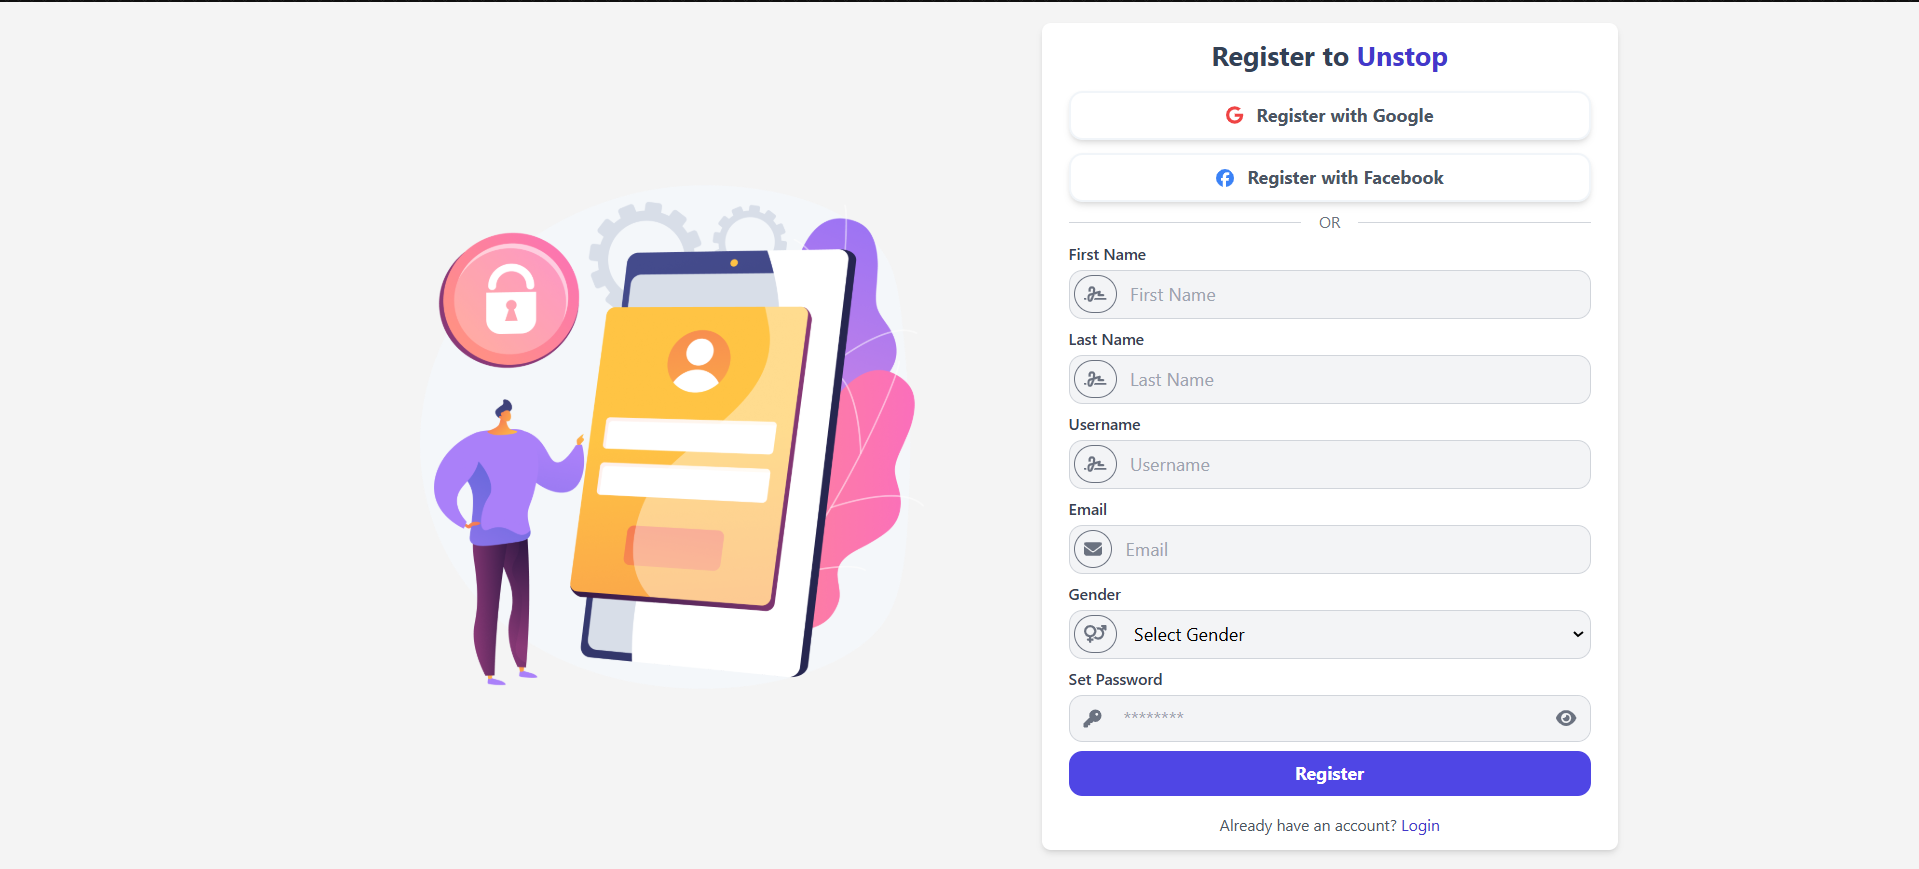 Register to Unstop
Register with Google
Register with Facebook
OR
First Name
First Name
Last Name
Last Name
Username
Username
Email
Email
Gender
Select Gender
Set Password
********
Register
Already have an account? Login